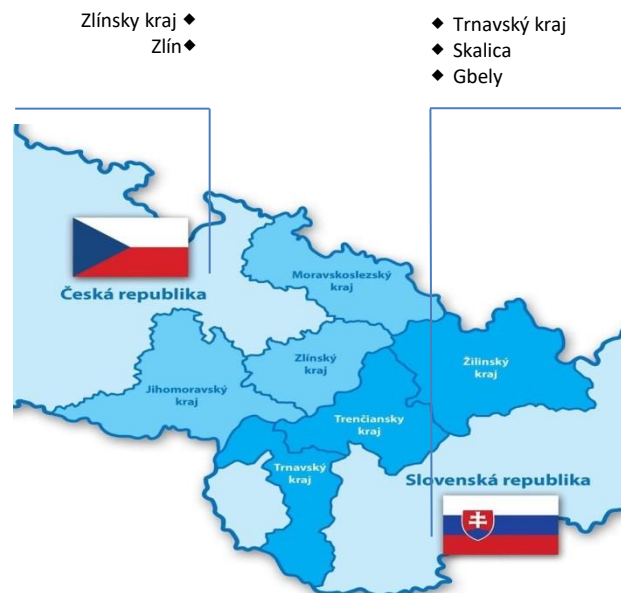 Zlínsky kraj
Zlín
Trnavský kraj
Skalica
Gbely
Moravskoslezský
kraj
Česká republika
Zlínský
kraj
Žilinský
kraj
Jihomoravský
kraj
Trenčiansky
kraj
Trnavský
kraj
Slovenská republika